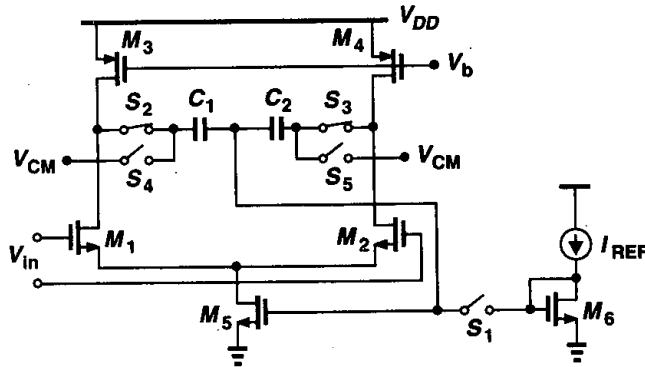 V_DD
M_3
M_4
V_b
S_2
C_1
C_2
S_3
V_CM
S_4
S_5
V_CM
V_in
M_1
M_2
I_REF
M_5
S_1
M_6